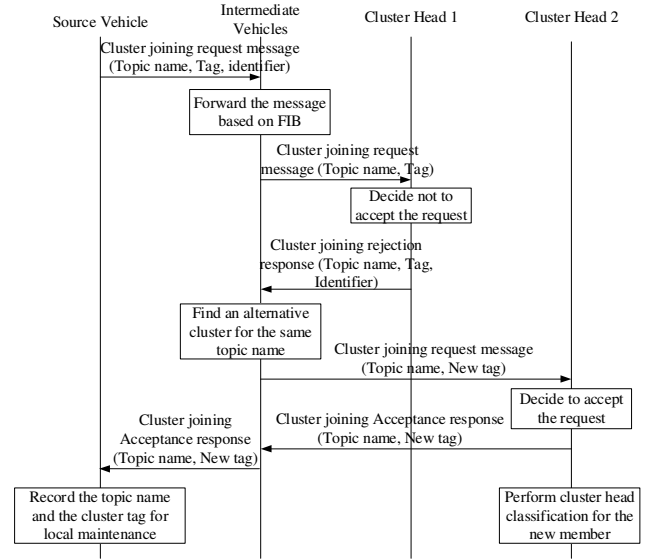 Source Vehicle
Intermediate
Vehicles
Cluster Head 1
Cluster Head 2
Cluster joining request message
(Topic name, Tag, identifier)
Forward the message
based on FIB
Cluster joining request
message (Topic name, Tag)
Decide not to
accept the request
Cluster joining rejection
response (Topic name, Tag,
Identifier)
Find an alternative
cluster for the same
topic name
Cluster joining request message
(Topic name, New tag)
Decide to accept
the request
Cluster joining Acceptance response
(Topic name, New tag)
Cluster joining
Acceptance response
(Topic name, New tag)
Record the topic name
and the cluster tag for
local maintenance
Perform cluster head
classification for the
new member